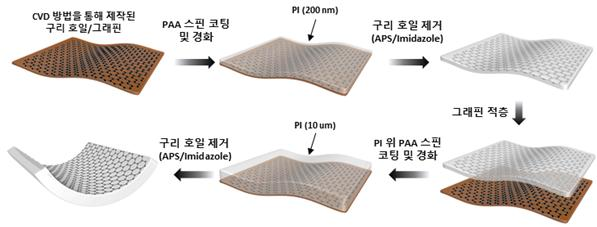 CVD 방법을 통해 제작된
구리 호일/그래핀
PAA 스핀 코팅
및 경화
PI (200 nm)
구리 호일 제거
(APS/Imidazole)
그래핀 적층
PI 위 PAA 스핀
코팅 및 경화
PI (10 um)
구리 호일 제거
(APS/Imidazole)